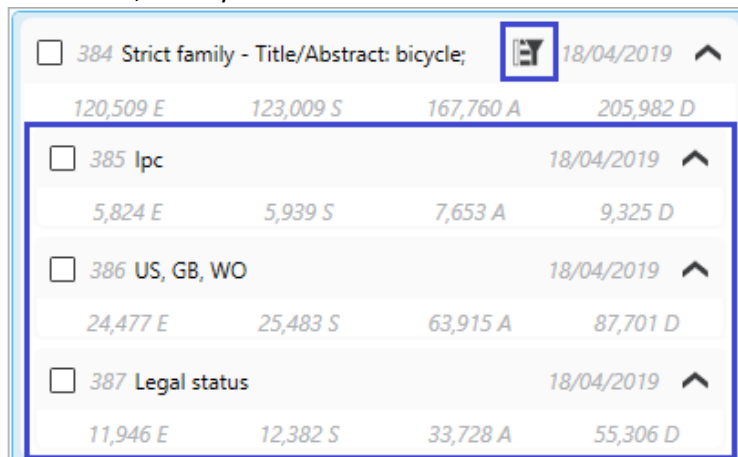 384 Strict family - Title/Abstract: bicycle; 18/04/2019
120,509 E 123,009 S 167,760 A 205,982 D
385 Ipc 18/04/2019
5,824 E 5,939 S 7,653 A 9,325 D
386 US, GB, WO 18/04/2019
24,477 E 25,483 S 63,915 A 87,701 D
387 Legal status 18/04/2019
11,946 E 12,382 S 33,728 A 55,306 D